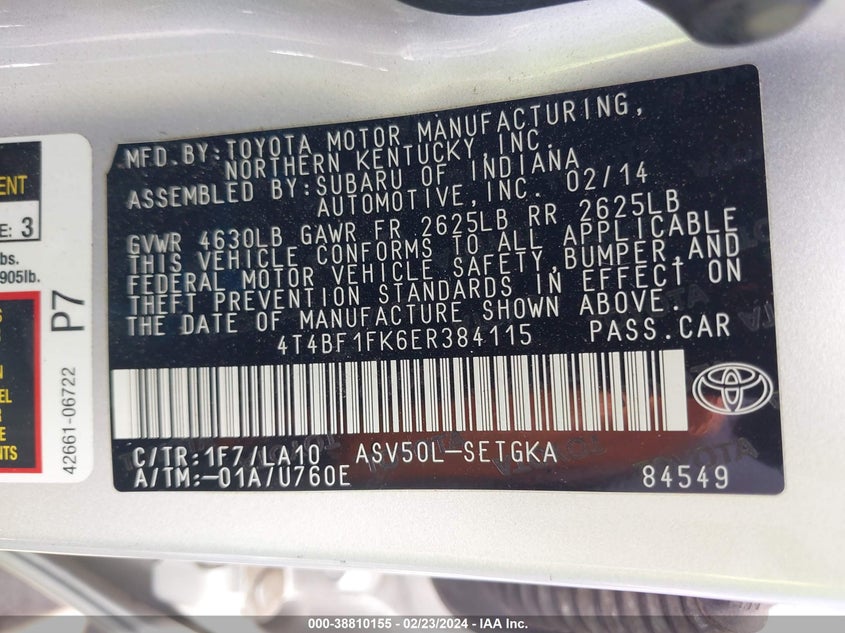 MFD. BY: TOYOTA MOTOR MANUFACTURING,
NORTHERN KENTUCKY, INC.
ASSEMBLED BY: SUBARU OF INDIANA
AUTOMOTIVE, INC. 02/14
GVWR 4630LB GAWR FR 2625LB RR 2625LB
THIS VEHICLE CONFORMS TO ALL APPLICABLE
FEDERAL MOTOR VEHICLE SAFETY, BUMPER, AND
THEFT PREVENTION STANDARDS IN EFFECT ON
THE DATE OF MANUFACTURE SHOWN ABOVE.
4T4BF1FK6ER384115 PASS.CAR
C/TR:1F7/LA10 ASV50L-SETGKA
A/TM:-01A/U760E 84549
TOYOTA
E: 3
bs.
905lb.
P7
42661-06722
000-38810155 - 02/23/2024 - IAA Inc.